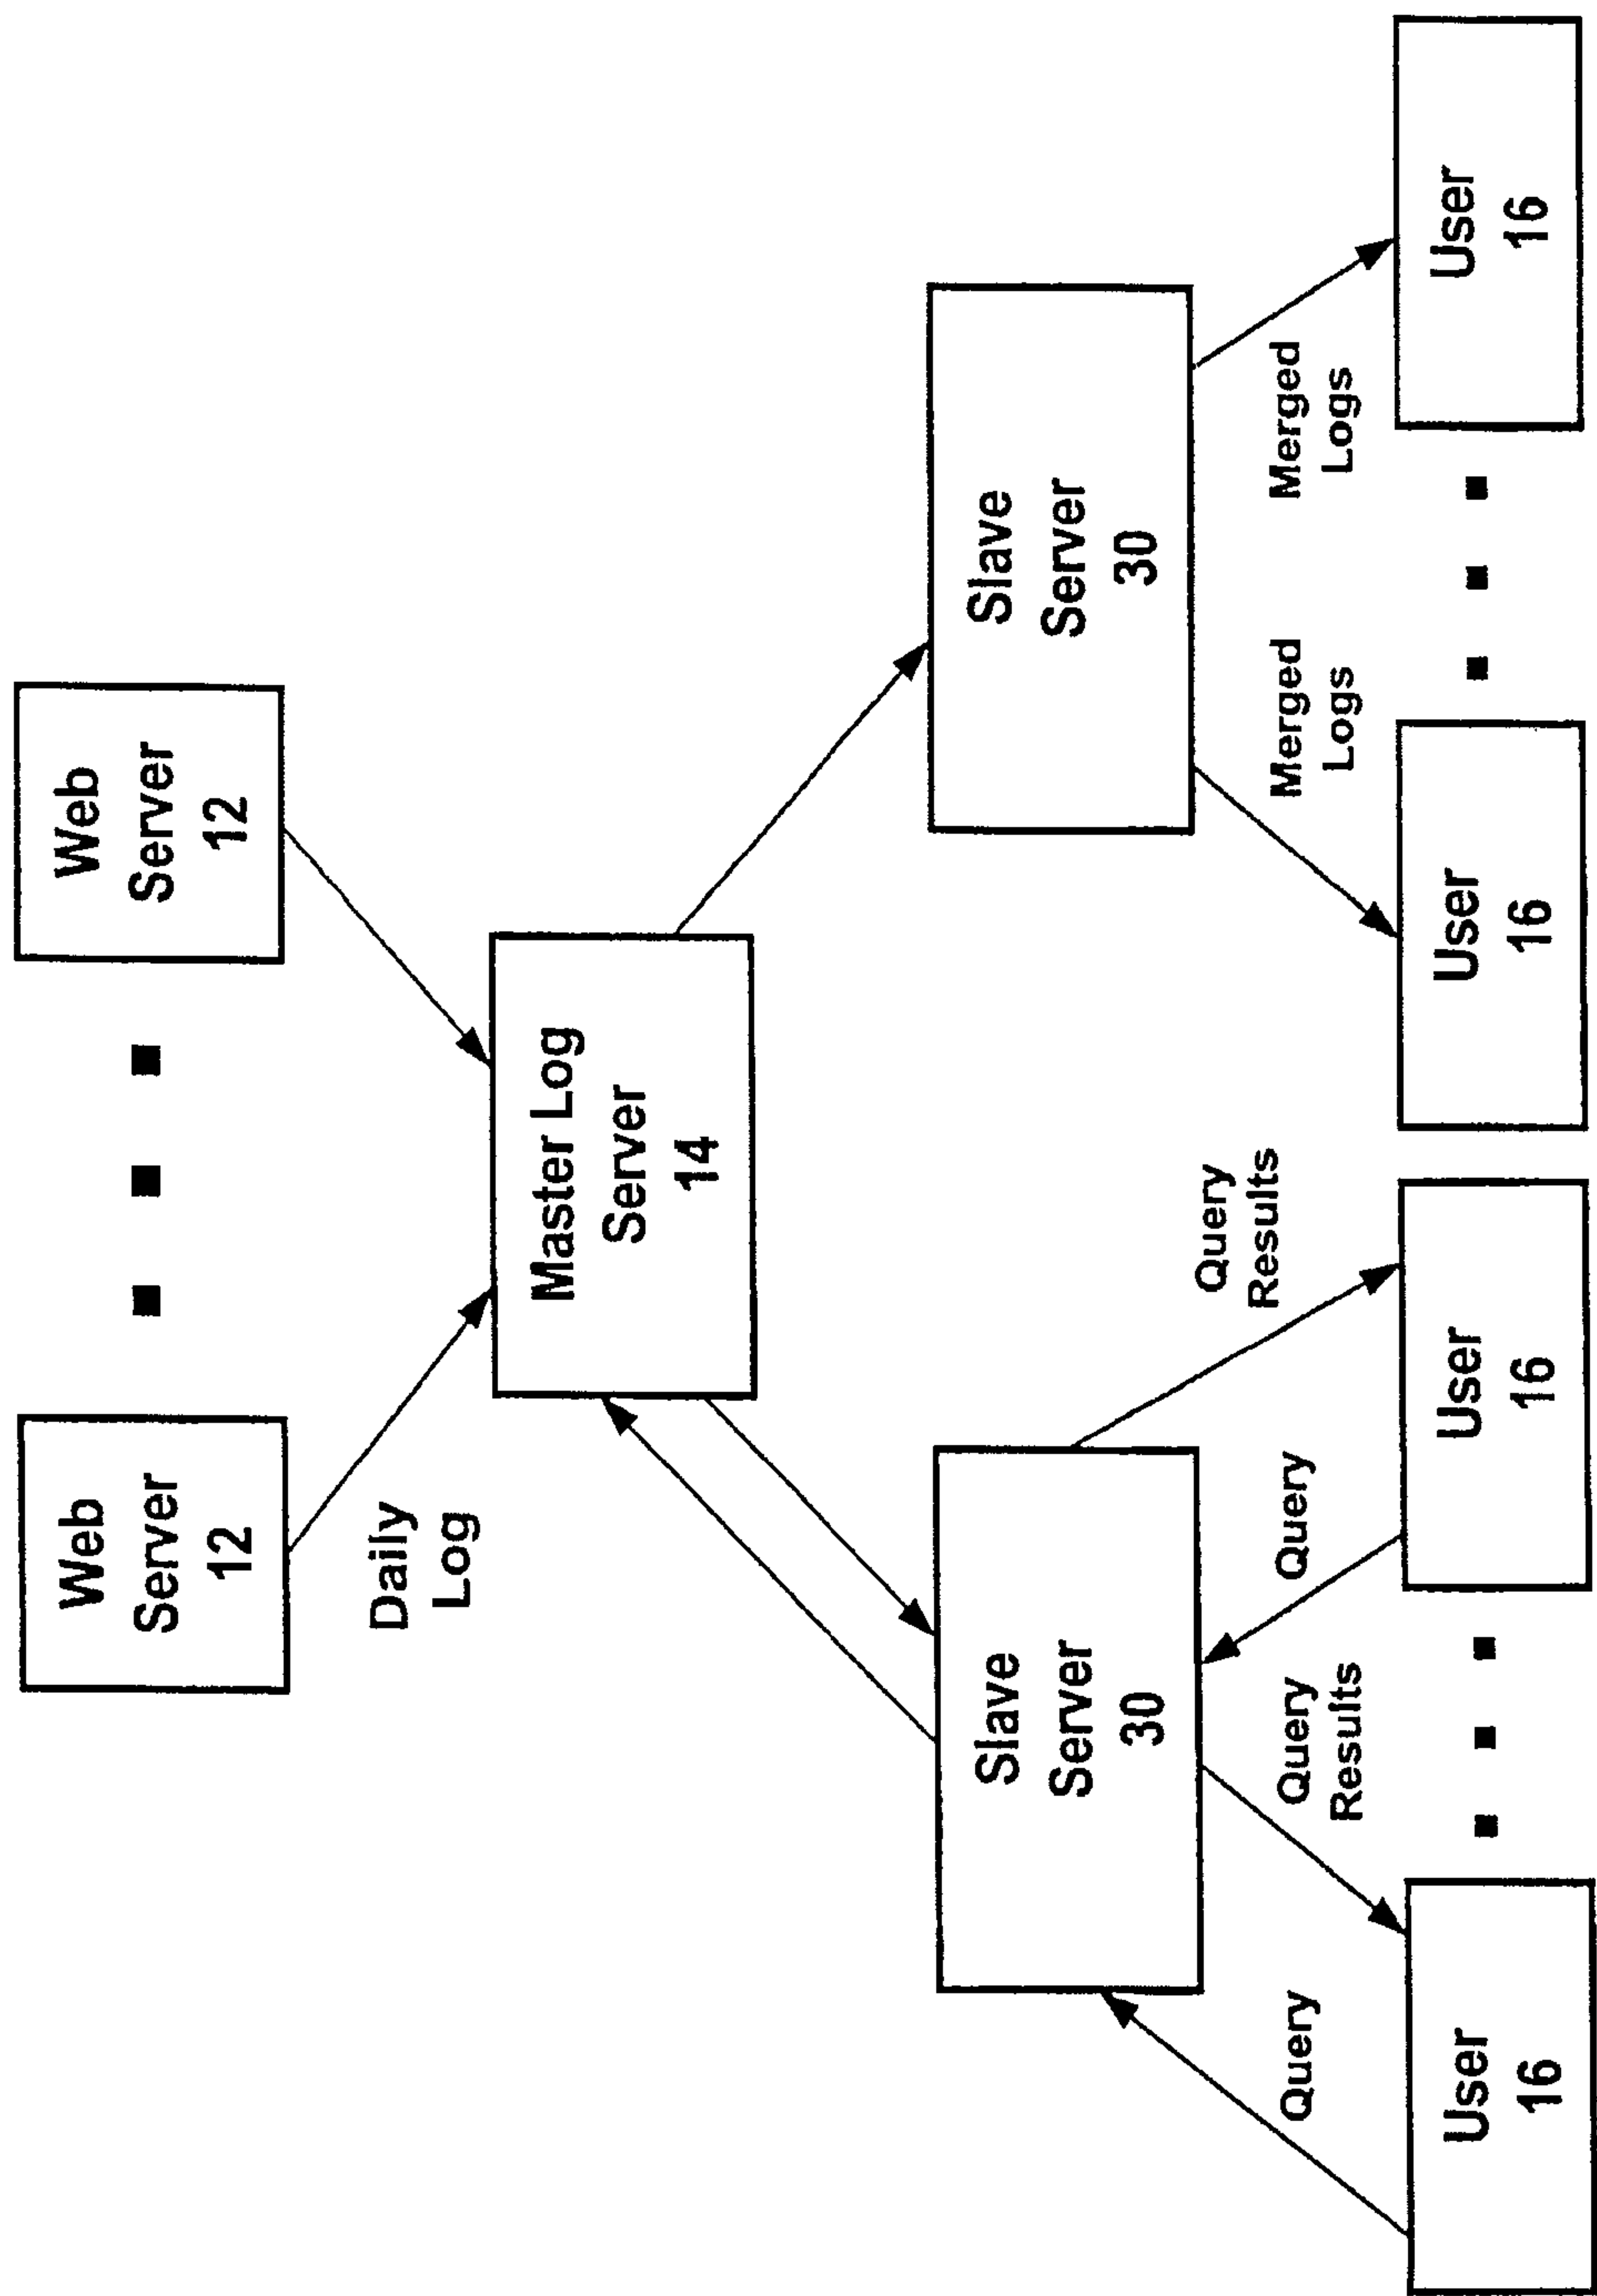 Web
Server
12
Web
Server
12
Daily
Log
Master Log
Server
14
Slave
Server
30
Slave
Server
30
Query
Query
Results
Query
Query
Results
Merged
Logs
Merged
Logs
User
16
User
16
User
16
User
16